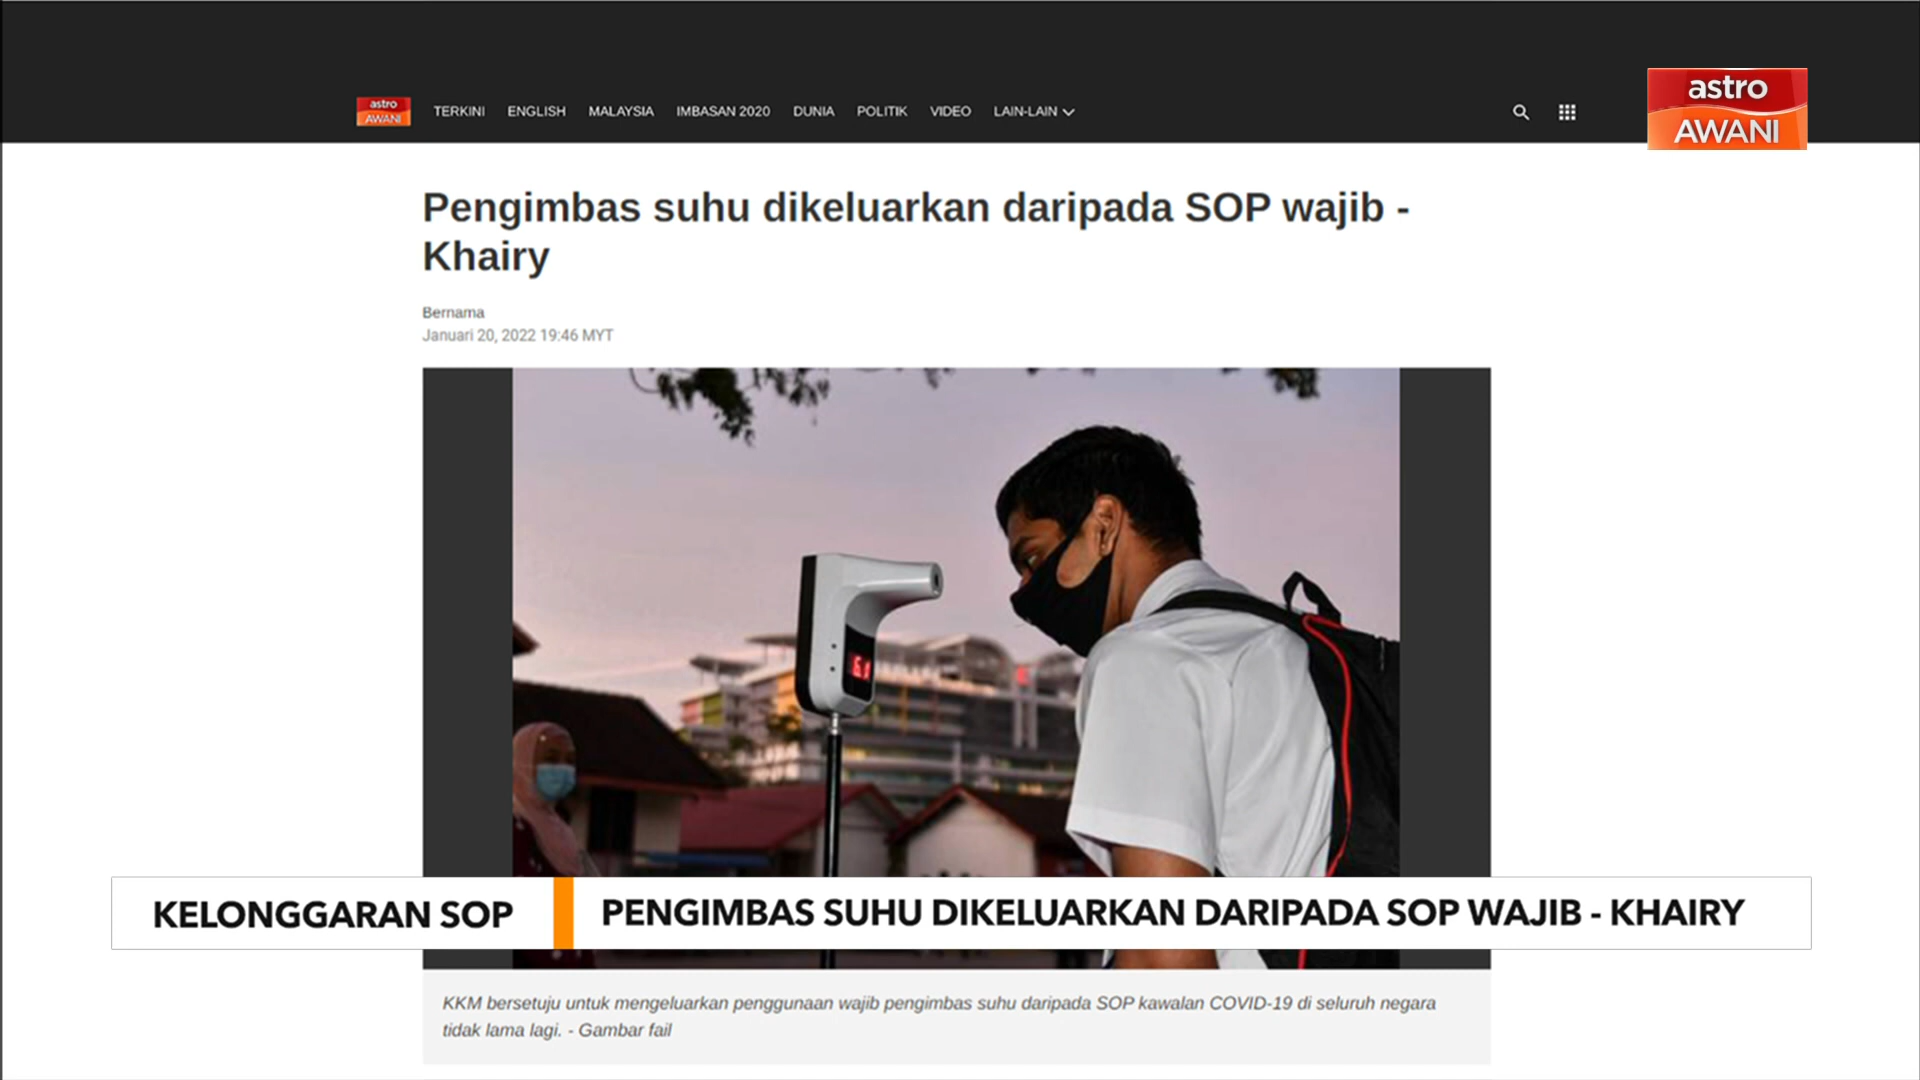 astro
AWANI
TERKINI ENGLISH MALAYSIA IMBASAN 2020 DUNIA POLITIK VIDEO LAIN-LAIN
astro
AWANI
Pengimbas suhu dikeluarkan daripada SOP wajib -
Khairy
Bernama
Januari 20, 2022 19:46 MYT
KELONGGARAN SOP
PENGIMBAS SUHU DIKELUARKAN DARIPADA SOP WAJIB - KHAIRY
KKM bersetuju untuk mengeluarkan penggunaan wajib pengimbas suhu daripada SOP kawalan COVID-19 di seluruh negara
tidak lama lagi. - Gambar fail